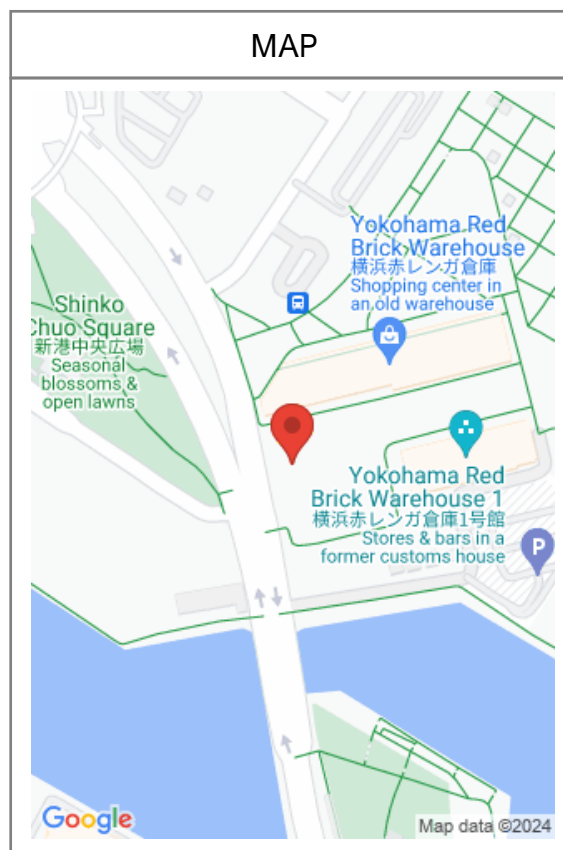 MAP
Yokohama Red
Brick Warehouse
横浜赤レンガ倉庫
Shopping center in
an old warehouse
Shinko
Chuo Square
新港中央広場
Seasonal
blossoms &
open lawns
Yokohama Red
Brick Warehouse 1
横浜赤レンガ倉庫1号館
Stores & bars in a
former customs house
P
Google
Map data ©2024